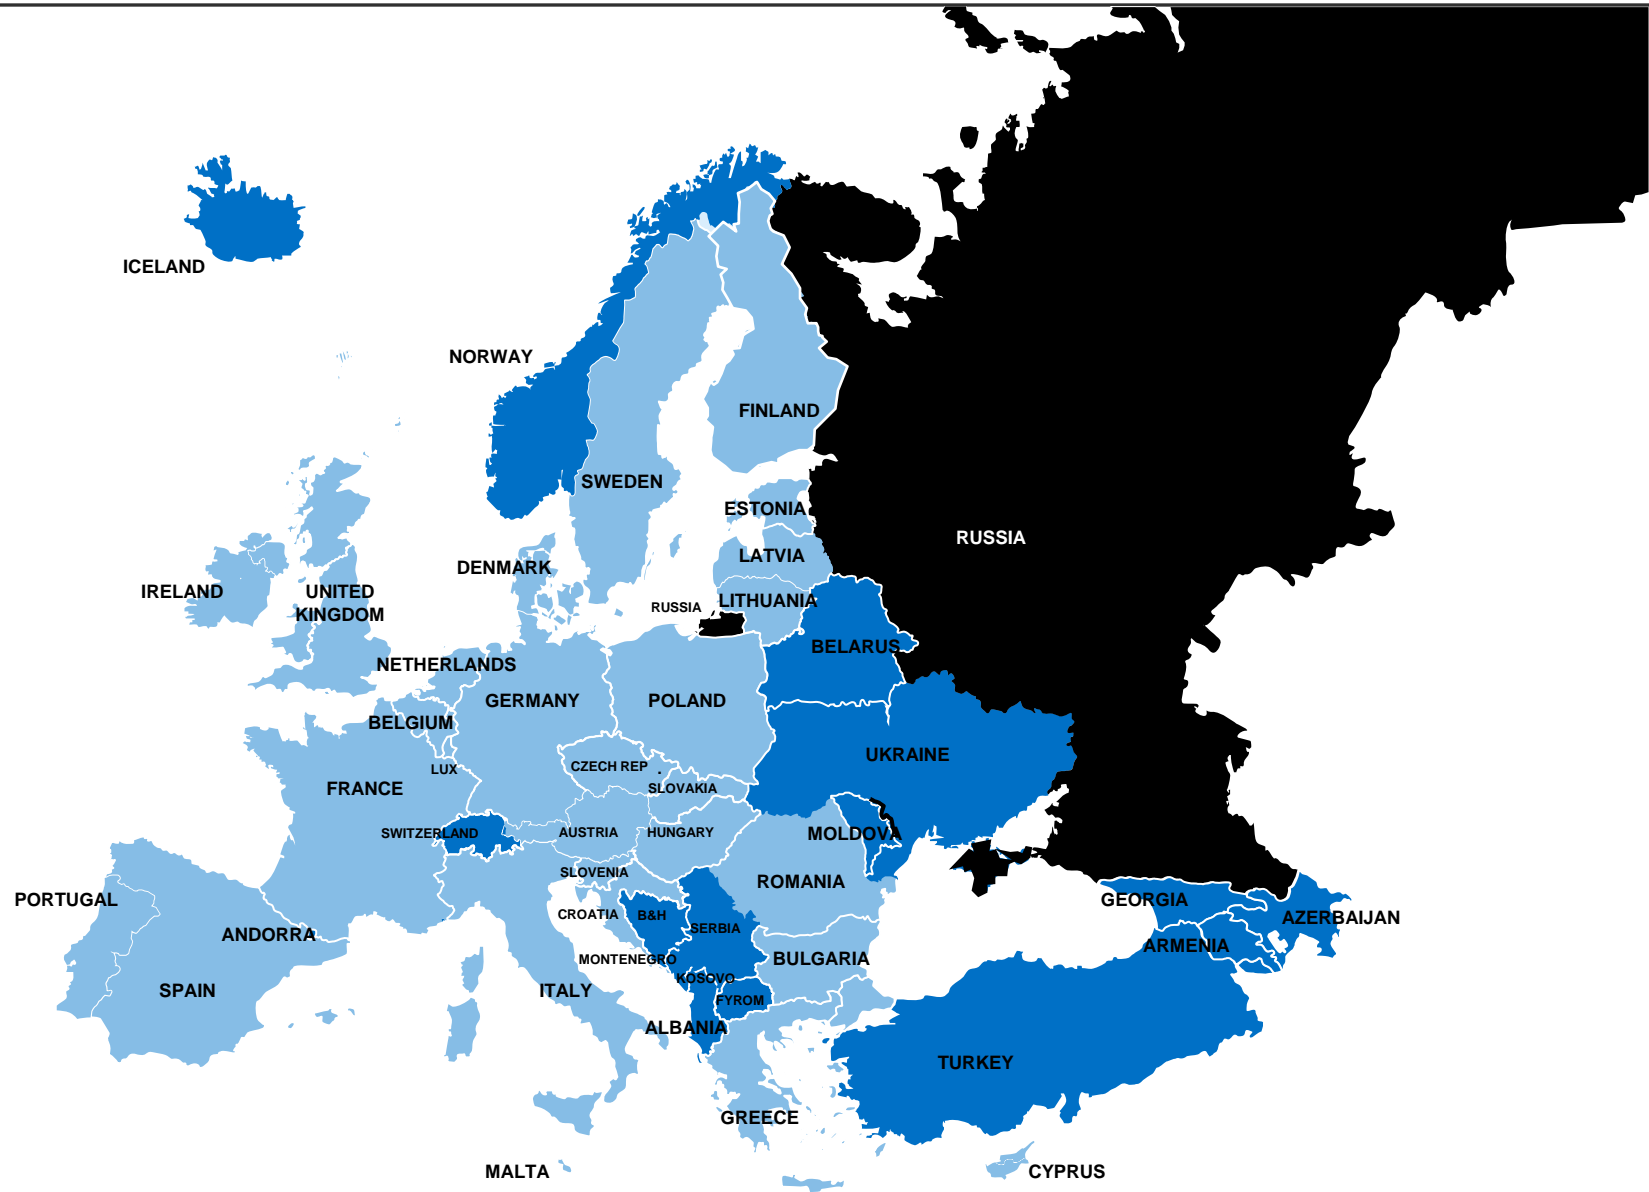 ICELAND
NORWAY
FINLAND
SWEDEN
ESTONIA
RUSSIA
LATVIA
DENMARK
IRELAND
UNITED
KINGDOM
LITHUANIA
RUSSIA
BELARUS
NETHERLANDS
GERMANY
POLAND
BELGIUM
UKRAINE
LUX
CZECH REP
FRANCE
SLOVAKIA
SWITZERLAND
AUSTRIA
HUNGARY
MOLDOVA
SLOVENIA
ROMANIA
PORTUGAL
GEORGIA
CROATIA
B&H
AZERBAIJAN
ANDORRA
SERBIA
ARMENIA
MONTENEGRO
BULGARIA
KOSOVO
SPAIN
ITALY
FYROM
ALBANIA
TURKEY
GREECE
MALTA
CYPRUS